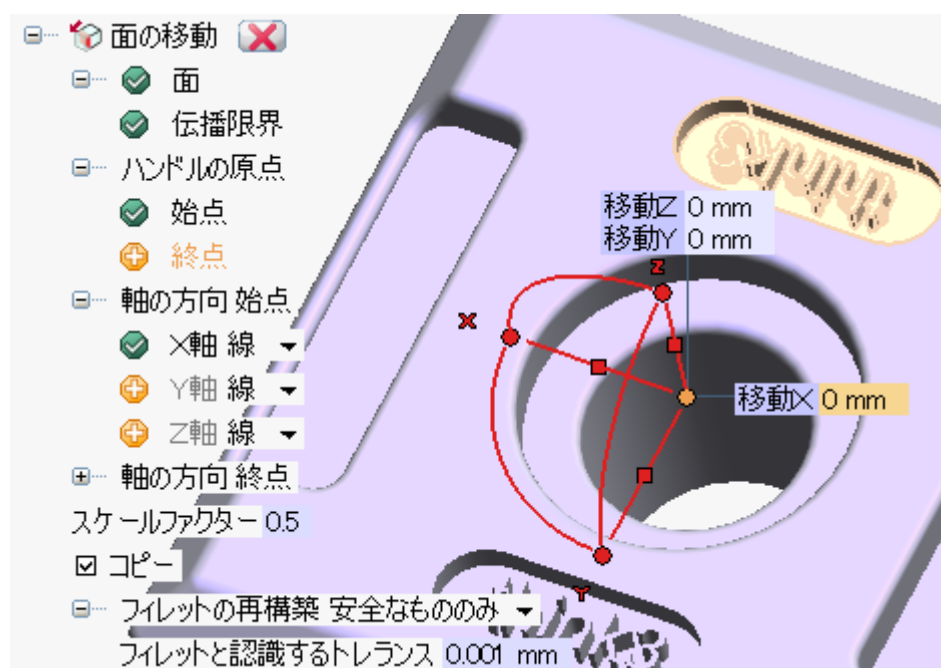 面の移動
面
伝播限界
ハンドルの原点
始点
終点
軸の方向 始点
X軸 線
Y軸 線
Z軸 線
軸の方向 終点
スケールファクター 0.5
コピー
フィレットの再構築 安全なもののみ
フィレットと認識するトレランス 0.001 mm
移動Z 0 mm
移動Y 0 mm
Z
X
移動X 0 mm
Y